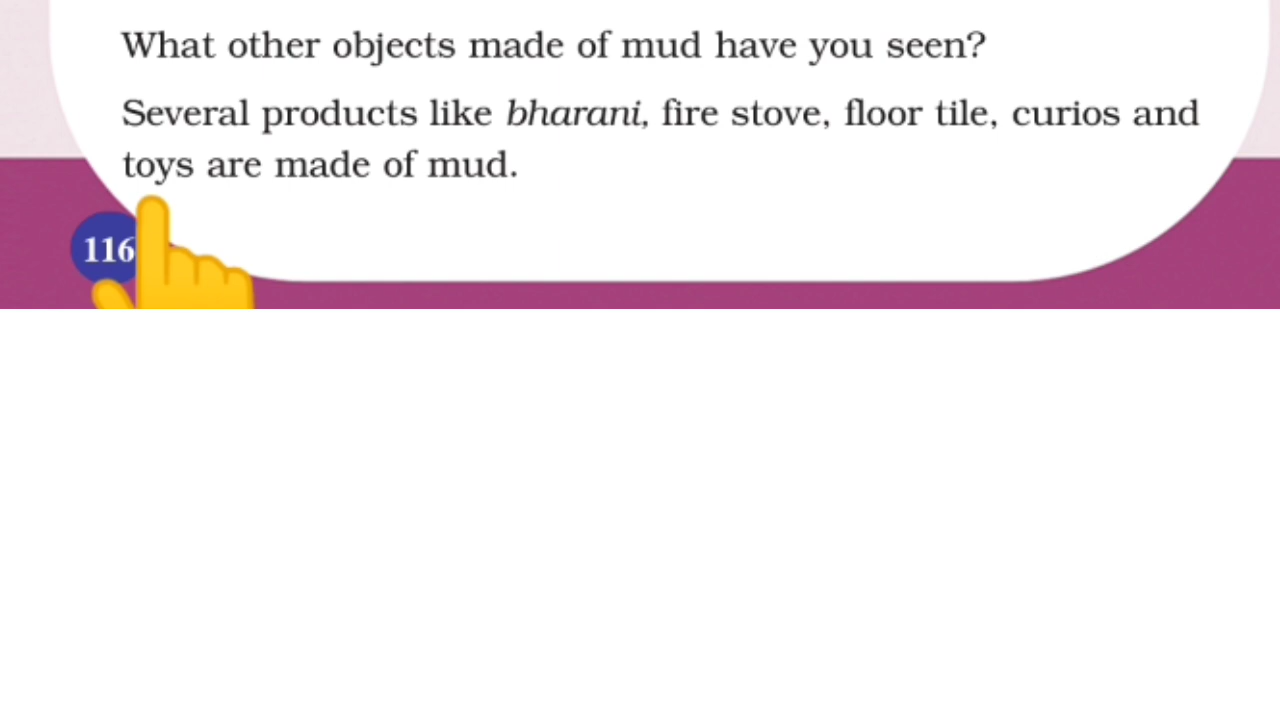 What other objects made of mud have you seen?
Several products like bharani, fire stove, floor tile, curios and
toys are made of mud.
116